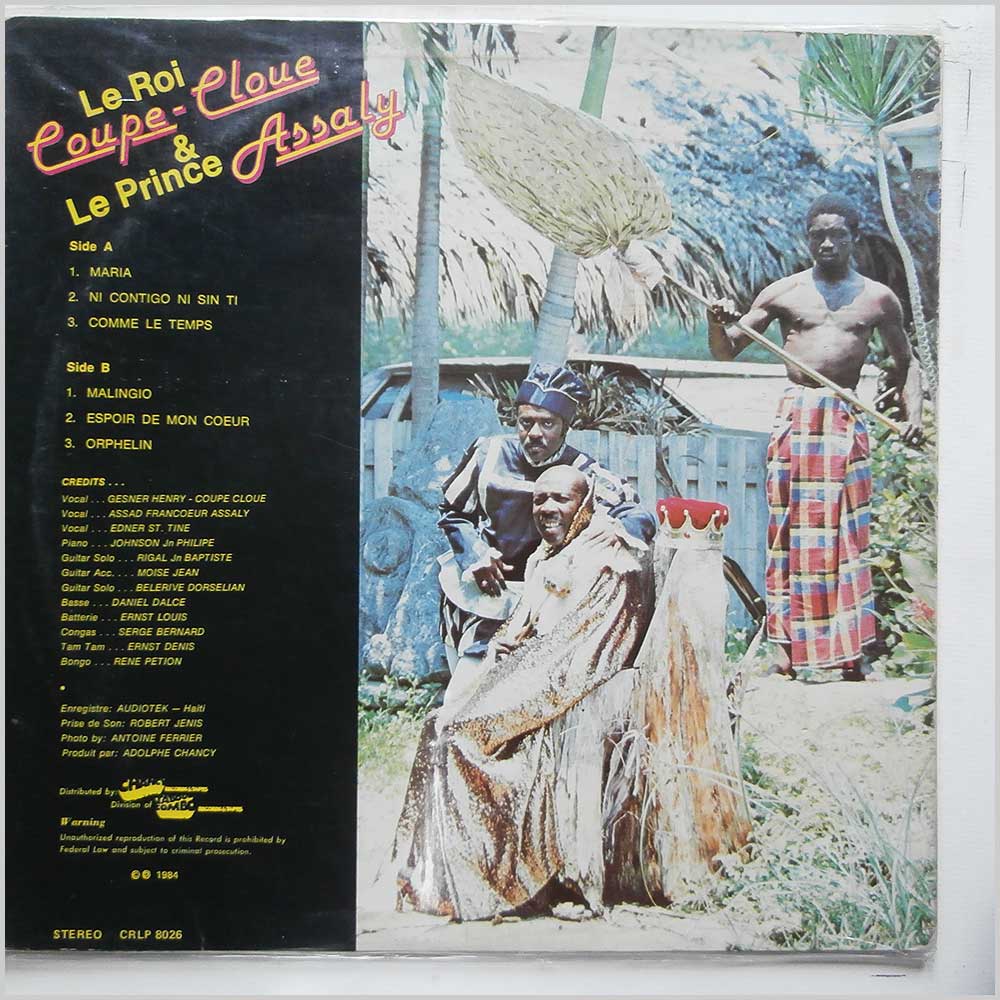 Le Roi
Coupe-Cloue
&
Le Prince Assaly
Side A
1. MARIA
2. NI CONTIGO NI SIN TI
3. COMME LE TEMPS
Side B
1. MALINGIO
2. ESPOIR DE MON COEUR
3. ORPHELIN
CREDITS . . .
Vocal . . . GESNER HENRY - COUPE CLOUE
Vocal . . . ASSAD FRANCOEUR ASSALY
Vocal . . . EDNER ST. TINE
Piano . . . JOHNSON Jn PHILIPE
Guitar Solo . . . RIGAL Jn BAPTISTE
Guitar Acc. . . . MOISE JEAN
Guitar Solo . . . BELERIVE DORSELIAN
Basse . . . DANIEL DALCE
Batterie . . . ERNST LOUIS
Congas . . . SERGE BERNARD
Tam Tam . . . ERNST DENIS
Bongo . . . RENE PETION
Enregistre: AUDIOTEK — Haiti
Prise de Son: ROBERT JENIS
Photo by: ANTOINE FERRIER
Produit par: ADOLPHE CHANCY
Distributed by: CHANCY RECORDS & TAPES
Division of
Warning
Unauthorized reproduction of this Record is prohibited by
Federal Law and subject to criminal prosecution.
©℗ 1984
STEREO CRLP 8026